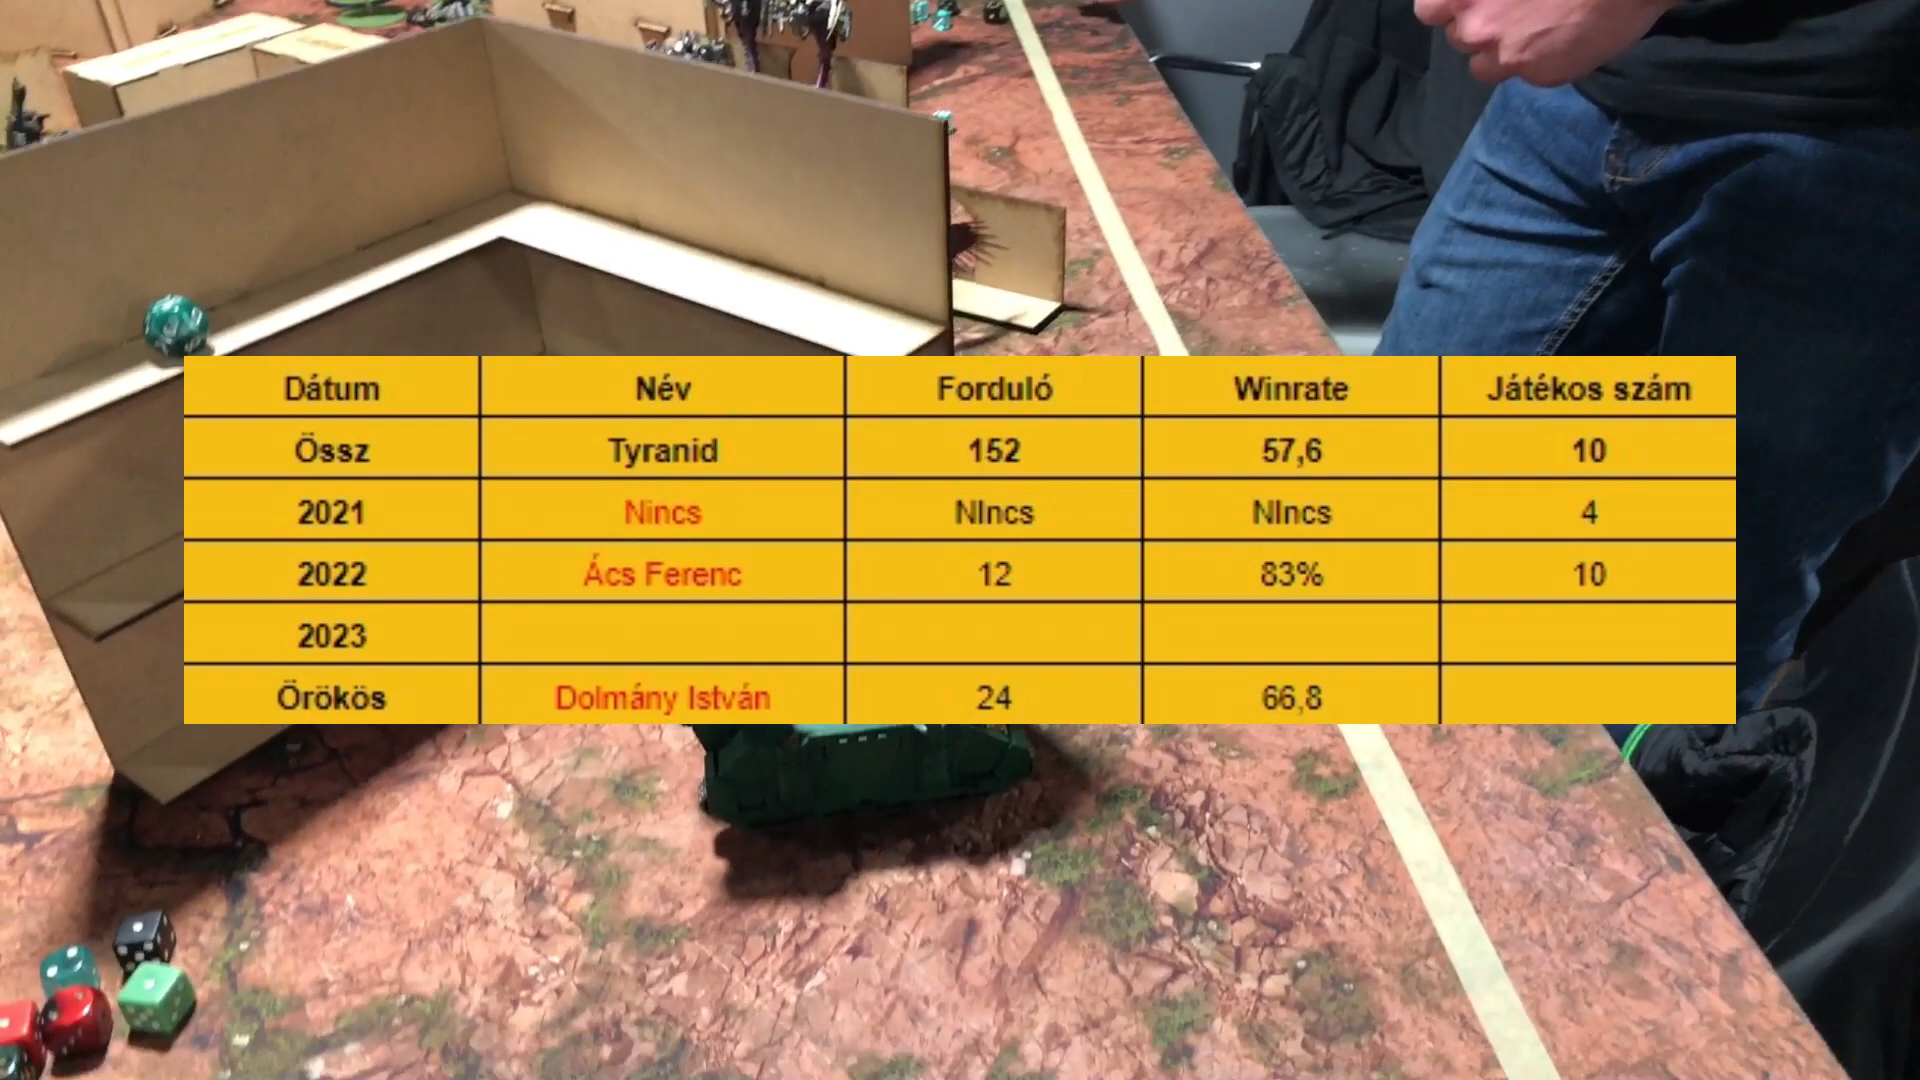 Dátum Név Forduló Winrate Játékos szám
Össz Tyranid 152 57,6 10
2021 Nincs NIncs NIncs 4
2022 Ács Ferenc 12 83% 10
2023
Örökös Dolmány István 24 66,8